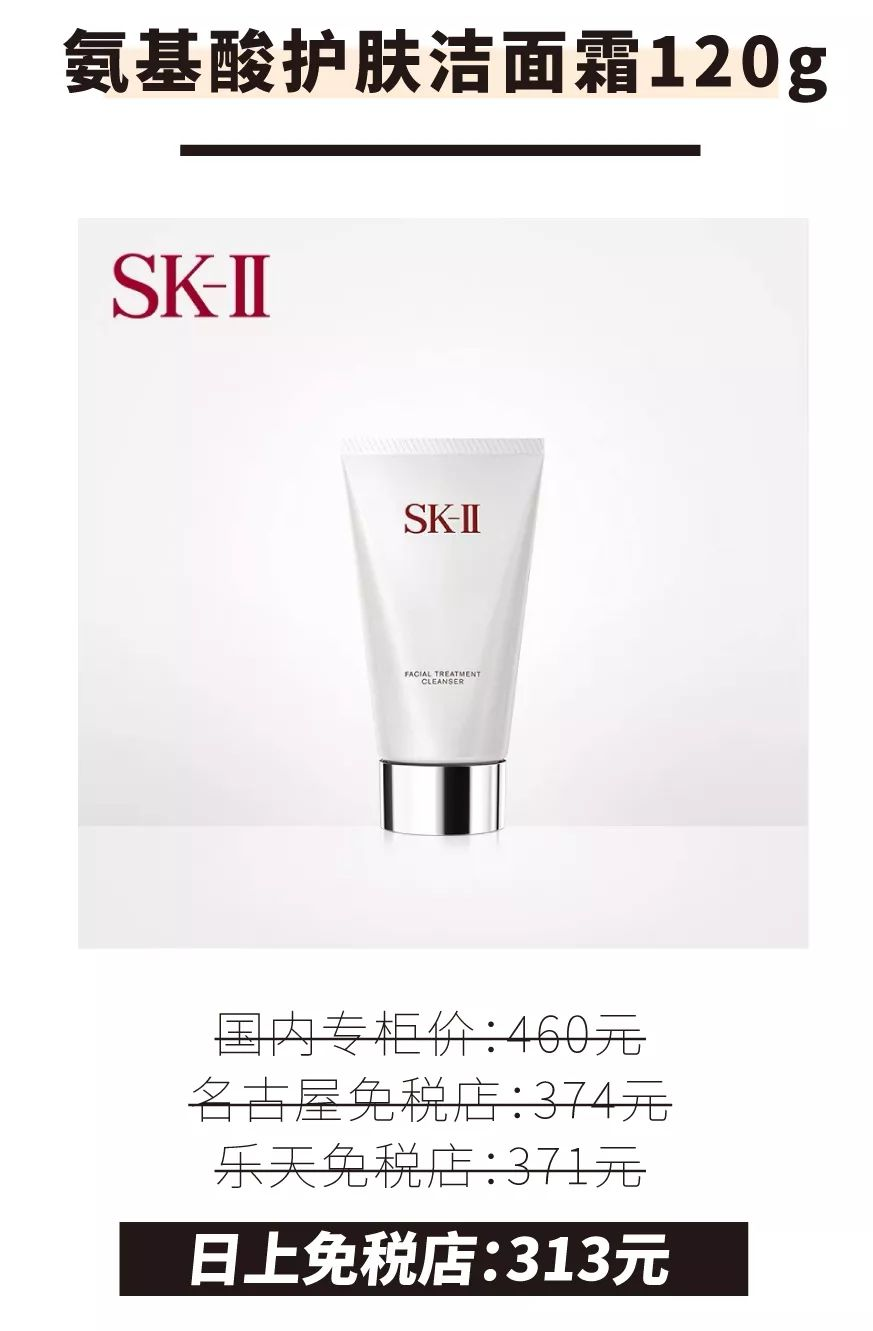 氨基酸护肤洁面霜120g
SK-II
SK-II
FACIAL TREATMENT
CLEANSER
国内专柜价:460元
名古屋免税店:374元
乐天免税店:371元
日上免税店:313元